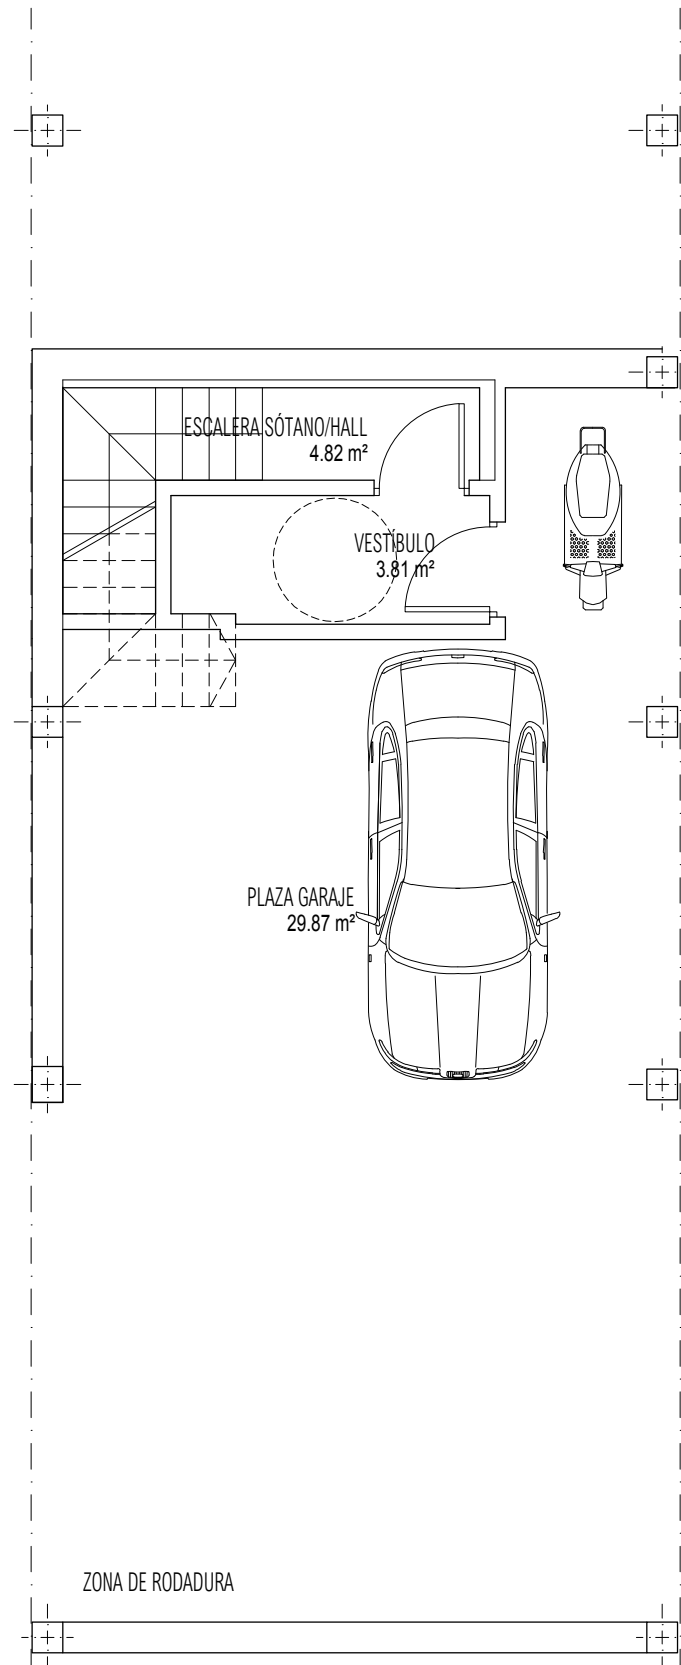 ESCALERA SÓTANO/HALL
4.82 m²
VESTÍBULO
3.81 m²
PLAZA GARAJE
29.87 m²
ZONA DE RODADURA